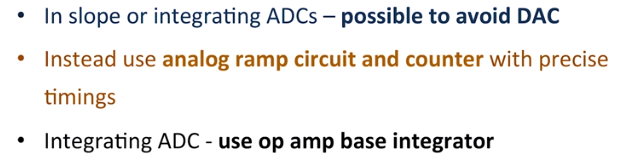 • In slope or integrating ADCs – possible to avoid DAC
• Instead use analog ramp circuit and counter with precise
timings
• Integrating ADC - use op amp base integrator